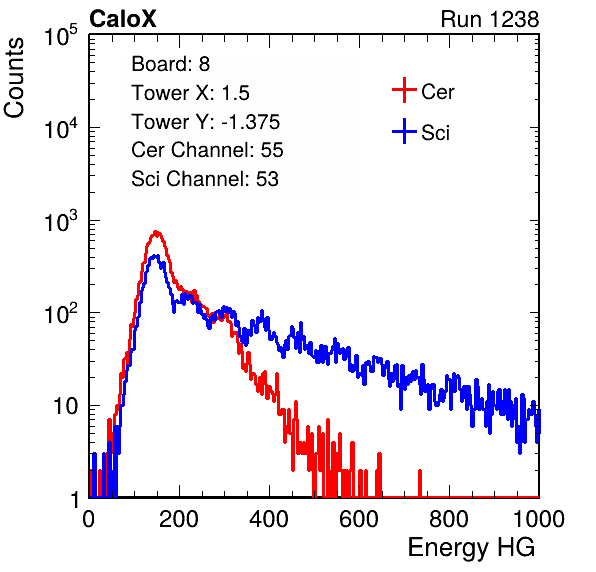 CaloX Run 1238
Counts
10^5
10^4
10^3
10^2
10
1
Board: 8
Tower X: 1.5
Tower Y: -1.375
Cer Channel: 55
Sci Channel: 53
Cer
Sci
0 200 400 600 800 1000
Energy HG